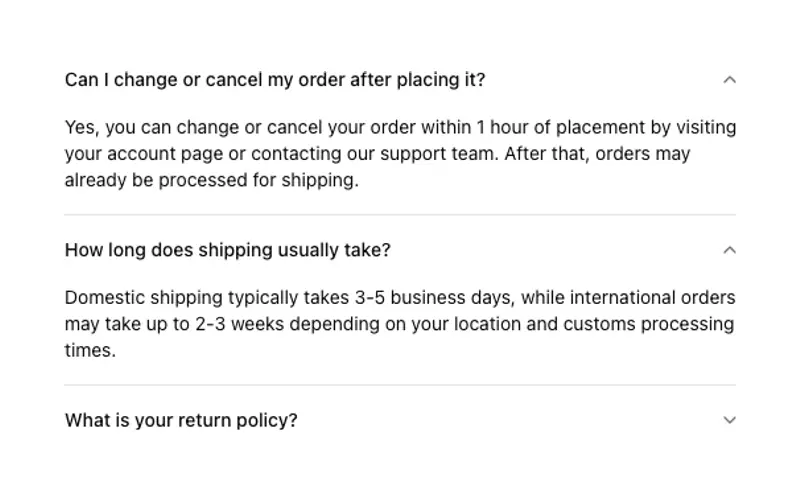 Can I change or cancel my order after placing it?
Yes, you can change or cancel your order within 1 hour of placement by visiting
your account page or contacting our support team. After that, orders may
already be processed for shipping.
How long does shipping usually take?
Domestic shipping typically takes 3-5 business days, while international orders
may take up to 2-3 weeks depending on your location and customs processing
times.
What is your return policy?